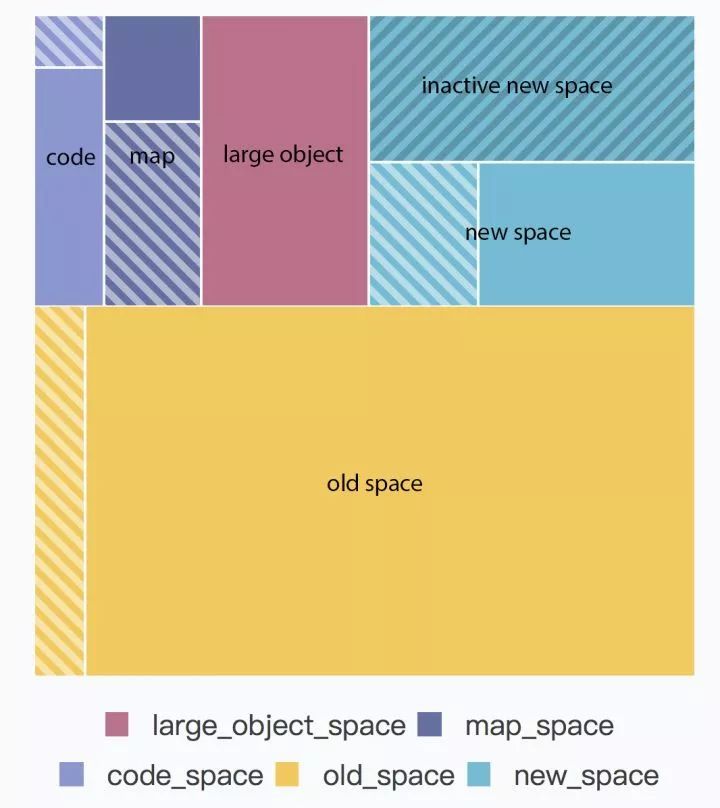 inactive new space
code
map
large object
new space
old space
large_object_space map_space
code_space old_space new_space